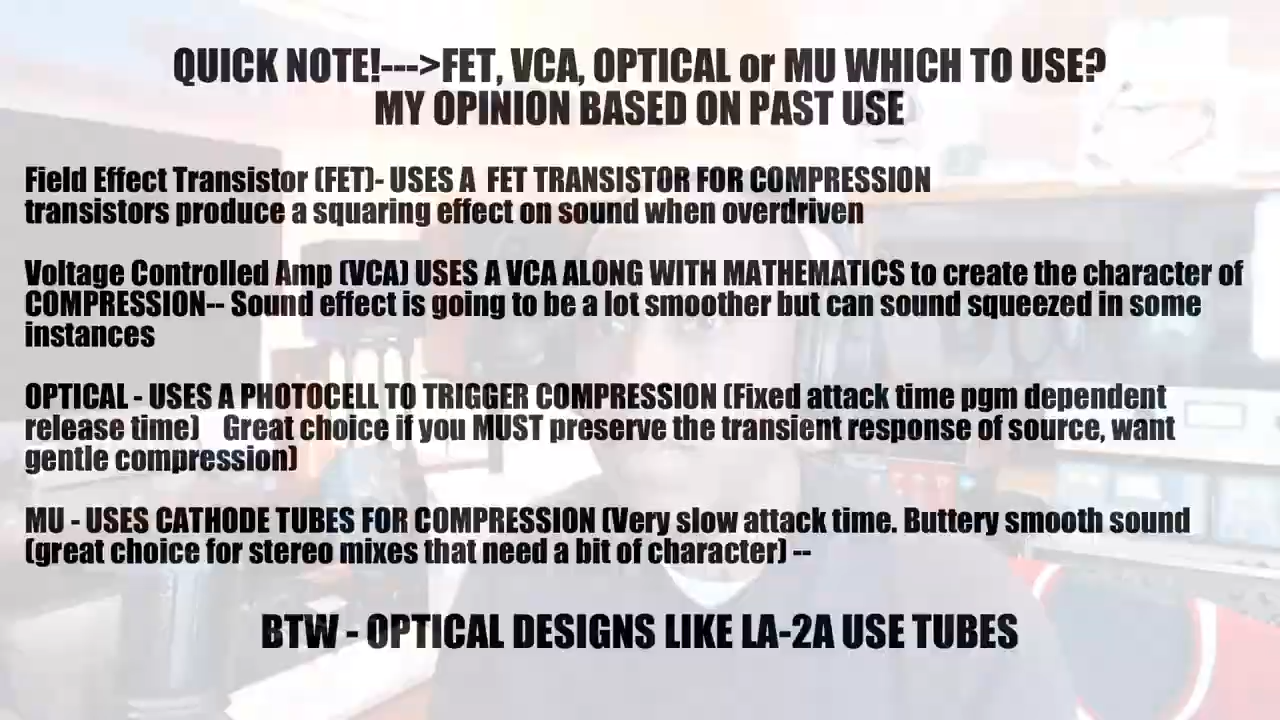 QUICK NOTE!--->FET, VCA, OPTICAL or MU WHICH TO USE?
MY OPINION BASED ON PAST USE
Field Effect Transistor (FET)- USES A FET TRANSISTOR FOR COMPRESSION
transistors produce a squaring effect on sound when overdriven
Voltage Controlled Amp (VCA) USES A VCA ALONG WITH MATHEMATICS to create the character of
COMPRESSION-- Sound effect is going to be a lot smoother but can sound squeezed in some
instances
OPTICAL - USES A PHOTOCELL TO TRIGGER COMPRESSION (Fixed attack time pgm dependent
release time) Great choice if you MUST preserve the transient response of source, want
gentle compression)
MU - USES CATHODE TUBES FOR COMPRESSION (Very slow attack time. Buttery smooth sound
(great choice for stereo mixes that need a bit of character) --
BTW - OPTICAL DESIGNS LIKE LA-2A USE TUBES